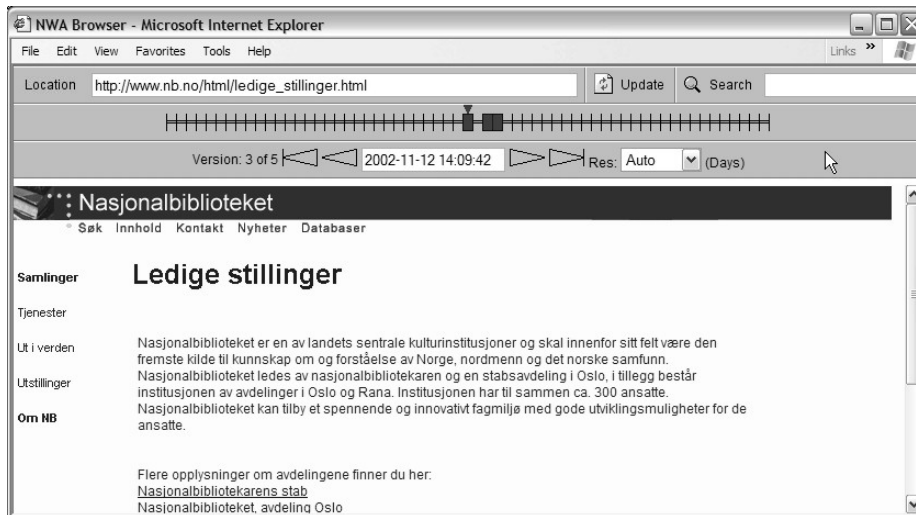 NWA Browser - Microsoft Internet Explorer
File Edit View Favorites Tools Help Links »
Location http://www.nb.no/html/ledige_stillinger.html Update Search
Version: 3 of 5 2002-11-12 14:09:42 Res: Auto (Days)
Nasjonalbiblioteket
Søk Innhold Kontakt Nyheter Databaser
Samlinger
Ledige stillinger
Tjenester
Ut i verden
Utstillinger
Om NB
Nasjonalbiblioteket er en av landets sentrale kulturinstitusjoner og skal innenfor sitt felt være den
fremste kilde til kunnskap om og forståelse av Norge, nordmenn og det norske samfunn.
Nasjonalbiblioteket ledes av nasjonalbibliotekaren og en stabsavdeling i Oslo, i tillegg består
institusjonen av avdelinger i Oslo og Rana. Institusjonen har til sammen ca. 300 ansatte.
Nasjonalbiblioteket kan tilby et spennende og innovativt fagmiljø med gode utviklingsmuligheter for de
ansatte.
Flere opplysninger om avdelingene finner du her:
Nasjonalbibliotekarens stab
Nasjonalbiblioteket, avdeling Oslo